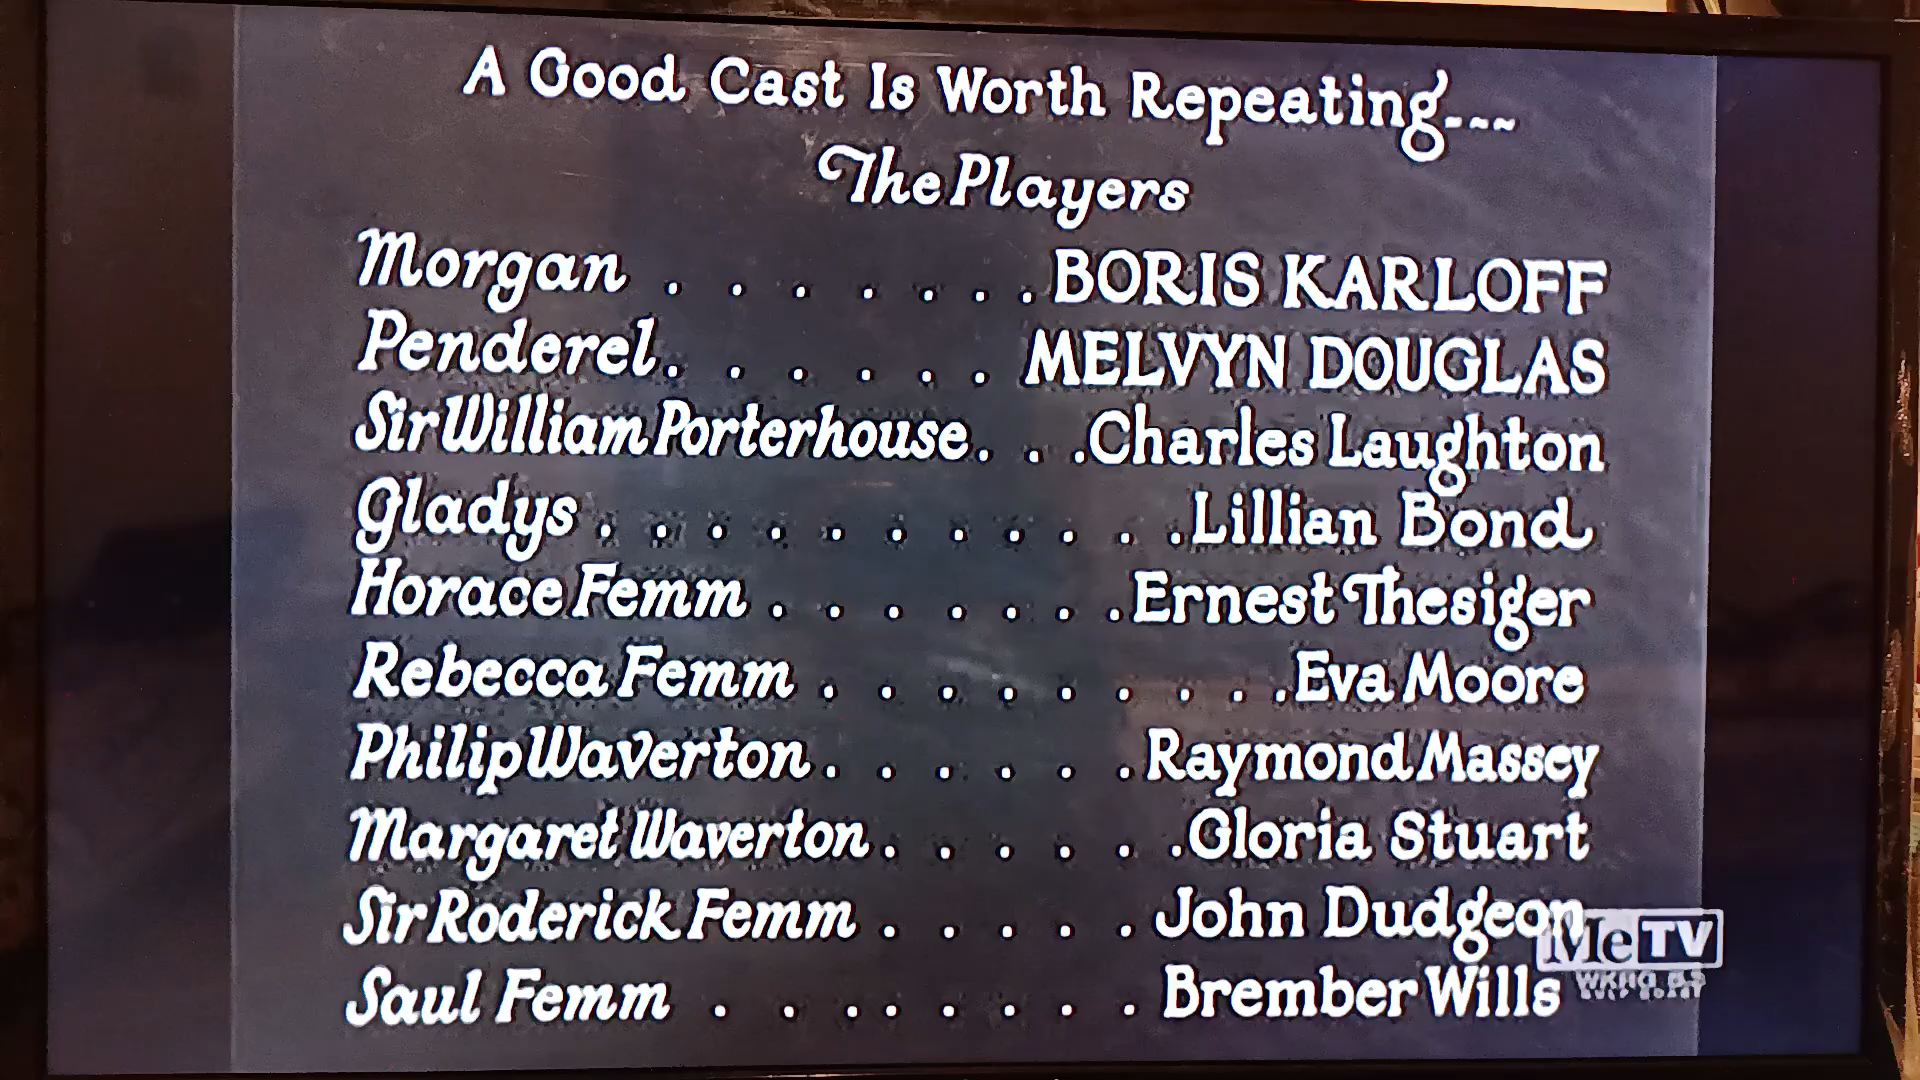 A Good Cast Is Worth Repeating---
The Players
Morgan . . . . . . . BORIS KARLOFF
Penderel . . . . . . MELVYN DOUGLAS
Sir William Porterhouse . . . Charles Laughton
Gladys . . . . . . . . . . . Lillian Bond
Horace Femm . . . . . . . Ernest Thesiger
Rebecca Femm . . . . . . . . . Eva Moore
Philip Waverton . . . . . . Raymond Massey
Margaret Waverton . . . . . . Gloria Stuart
Sir Roderick Femm . . . . . John Dudgeon
Saul Femm . . . . . . . . Brember Wills
MeTV